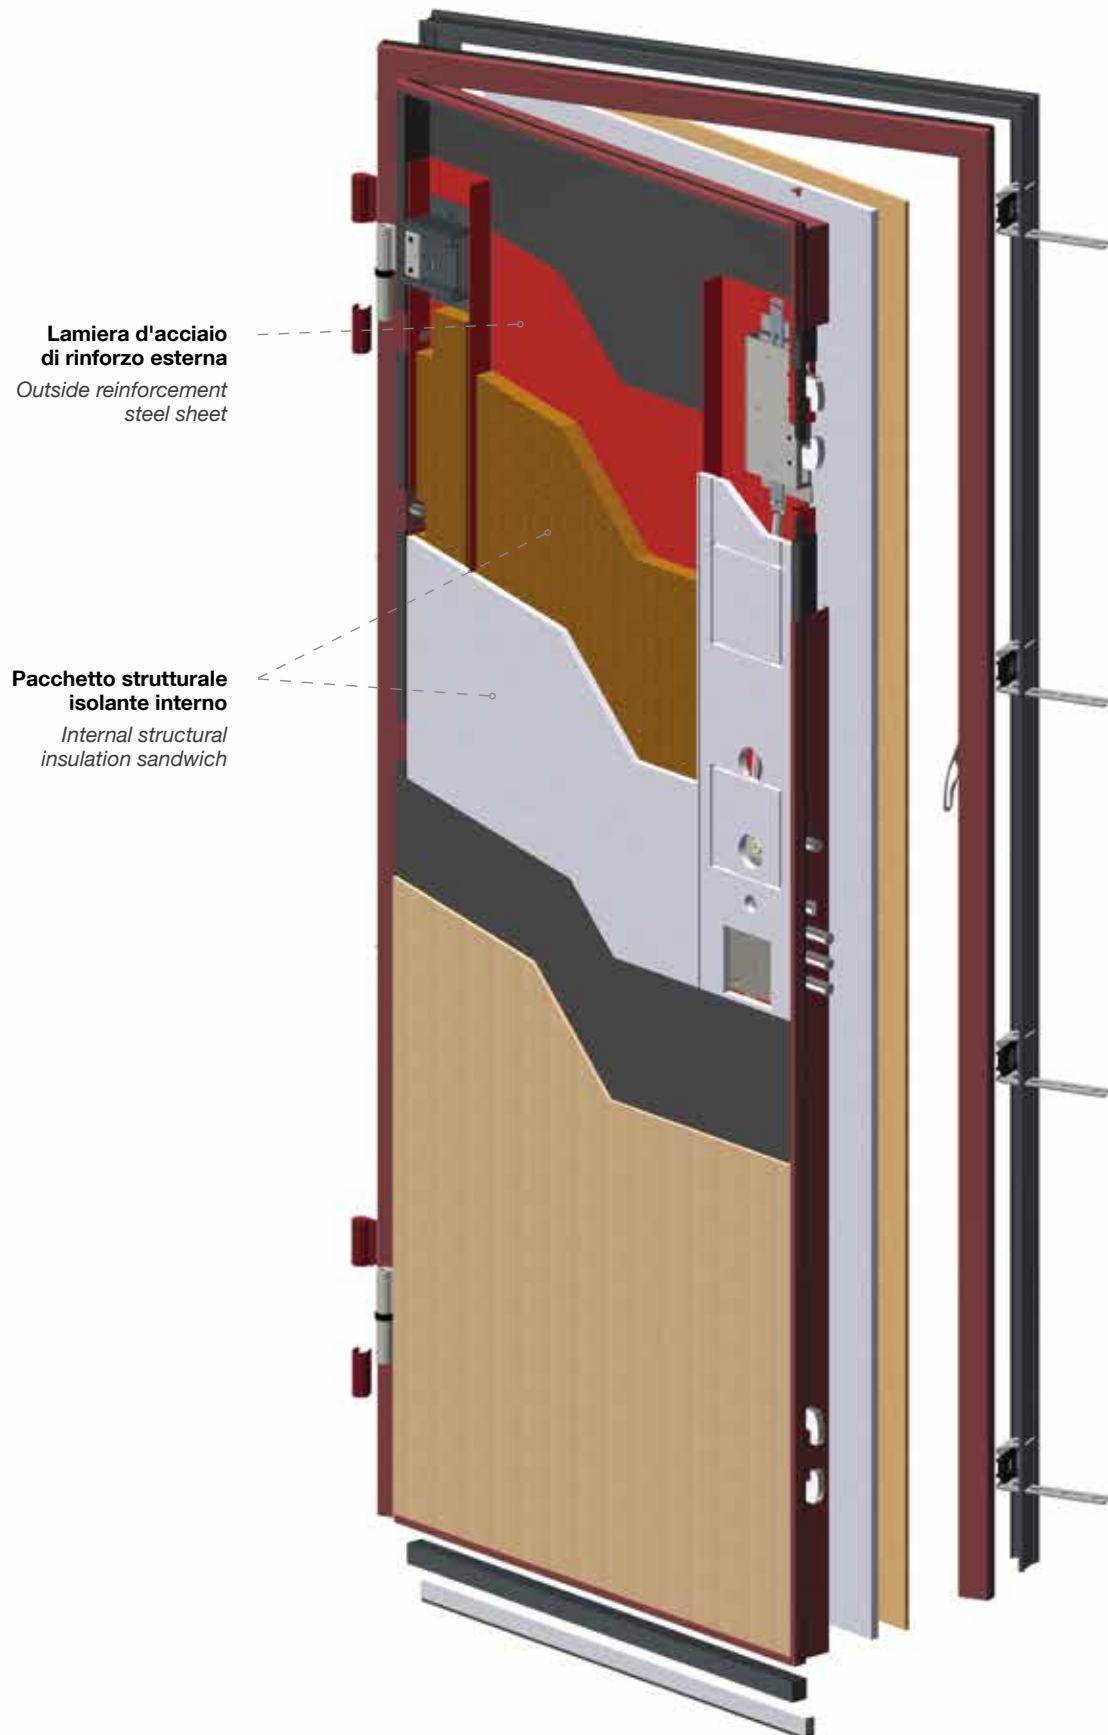 Lamiera d'acciaio
di rinforzo esterna
Outside reinforcement
steel sheet
Pacchetto strutturale
isolante interno
Internal structural
insulation sandwich